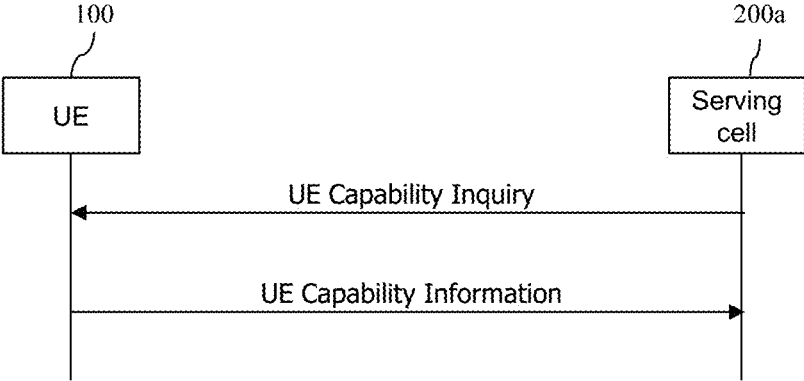 100
200a
UE
Serving
cell
UE Capability Inquiry
UE Capability Information